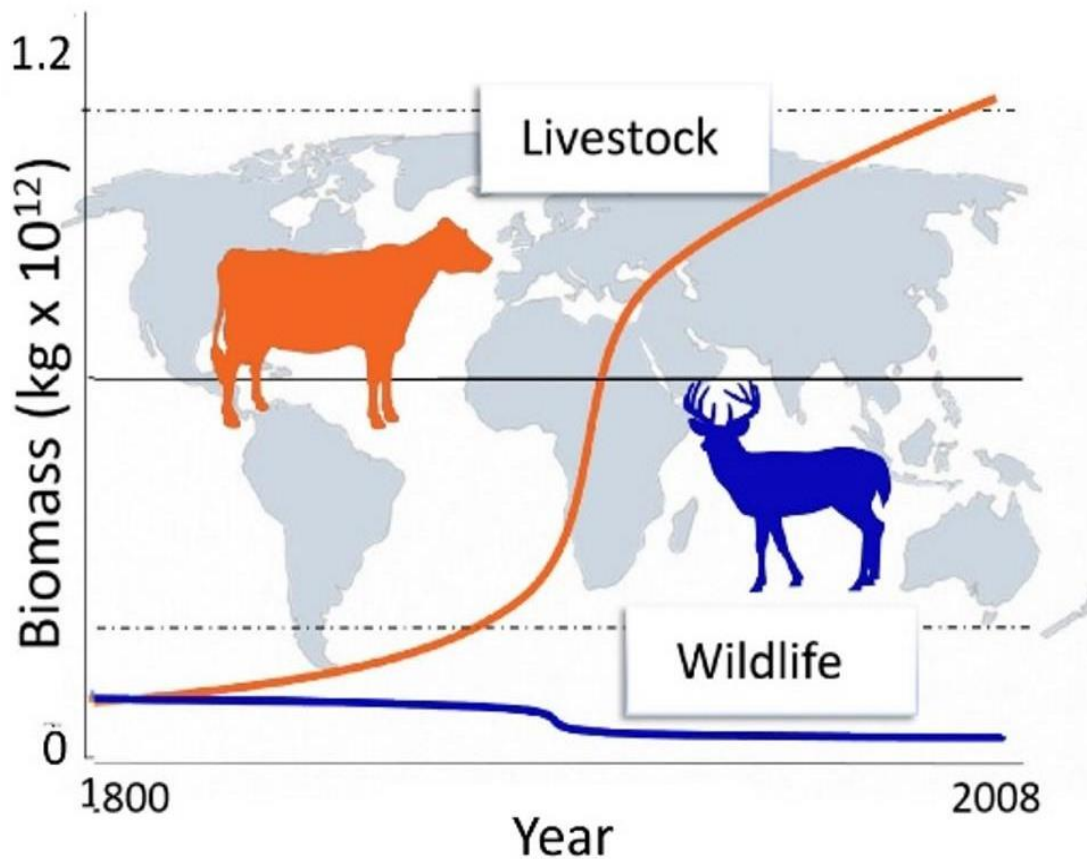 1.2
Livestock
Biomass (kg x 10¹²)
Wildlife
0
1800
2008
Year